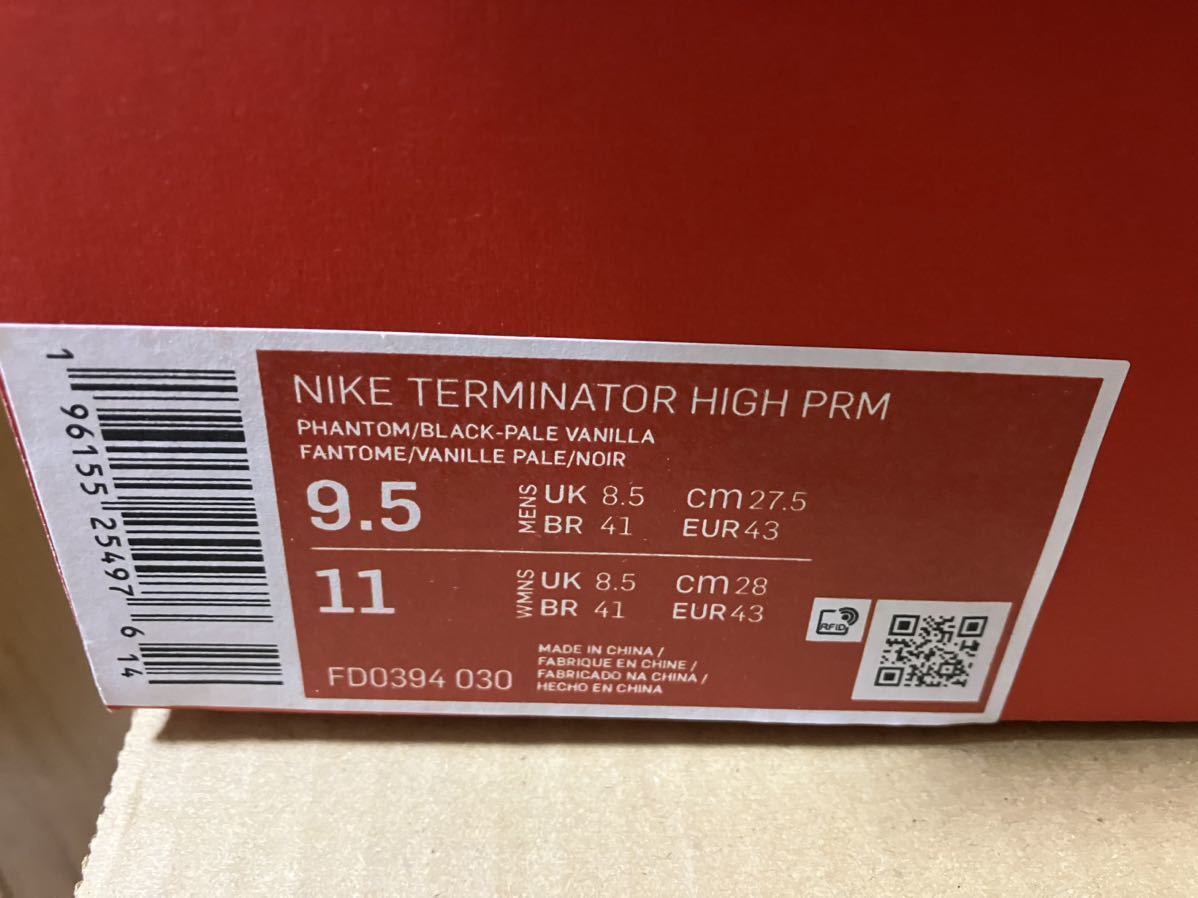 1 96155 25497 6 14
NIKE TERMINATOR HIGH PRM
PHANTOM/BLACK-PALE VANILLA
FANTOME/VANILLE PALE/NOIR
9.5 MENS UK 8.5 cm 27.5
BR 41 EUR 43
11 WMNS UK 8.5 cm 28
BR 41 EUR 43
FD0394 030
MADE IN CHINA /
FABRIQUE EN CHINE /
FABRICADO NA CHINA /
HECHO EN CHINA
RFID